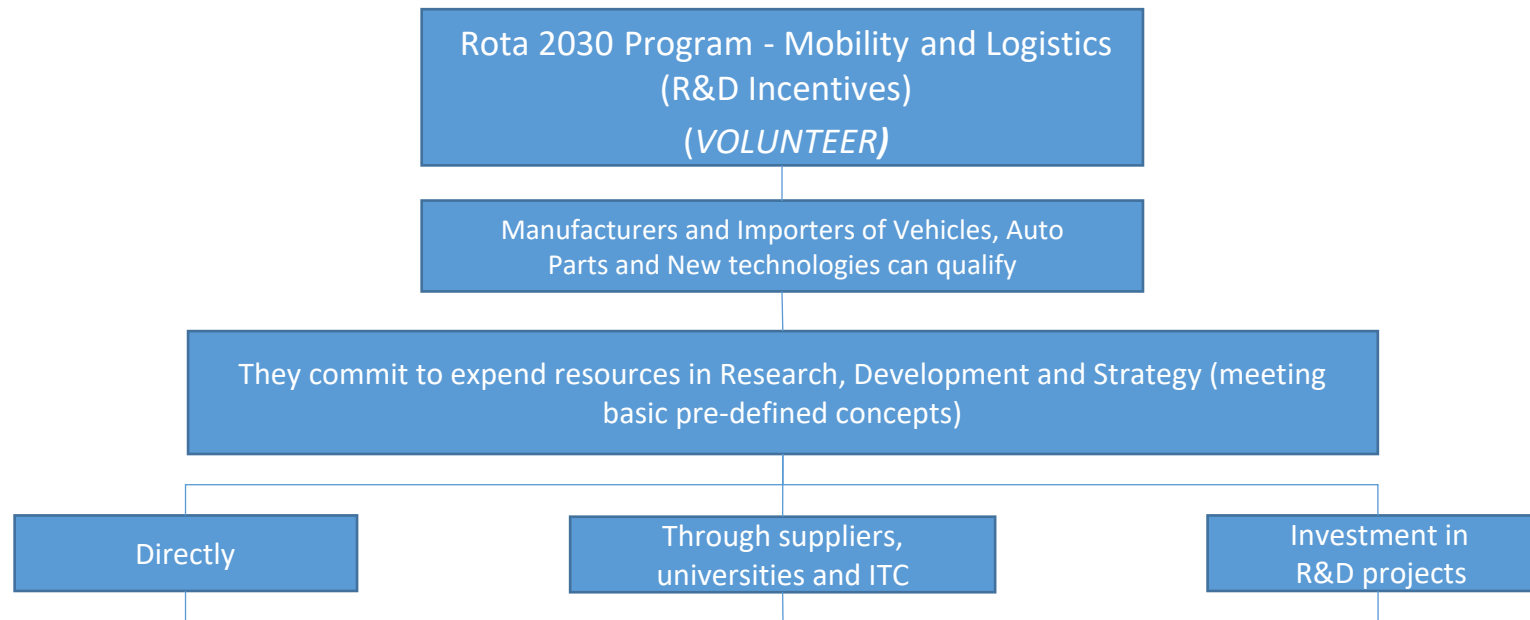 Rota 2030 Program - Mobility and Logistics
(R&D Incentives)
(VOLUNTEER)
Manufacturers and Importers of Vehicles, Auto
Parts and New technologies can qualify
They commit to expend resources in Research, Development and Strategy (meeting
basic pre-defined concepts)
Directly
Through suppliers,
universities and ITC
Investment in
R&D projects